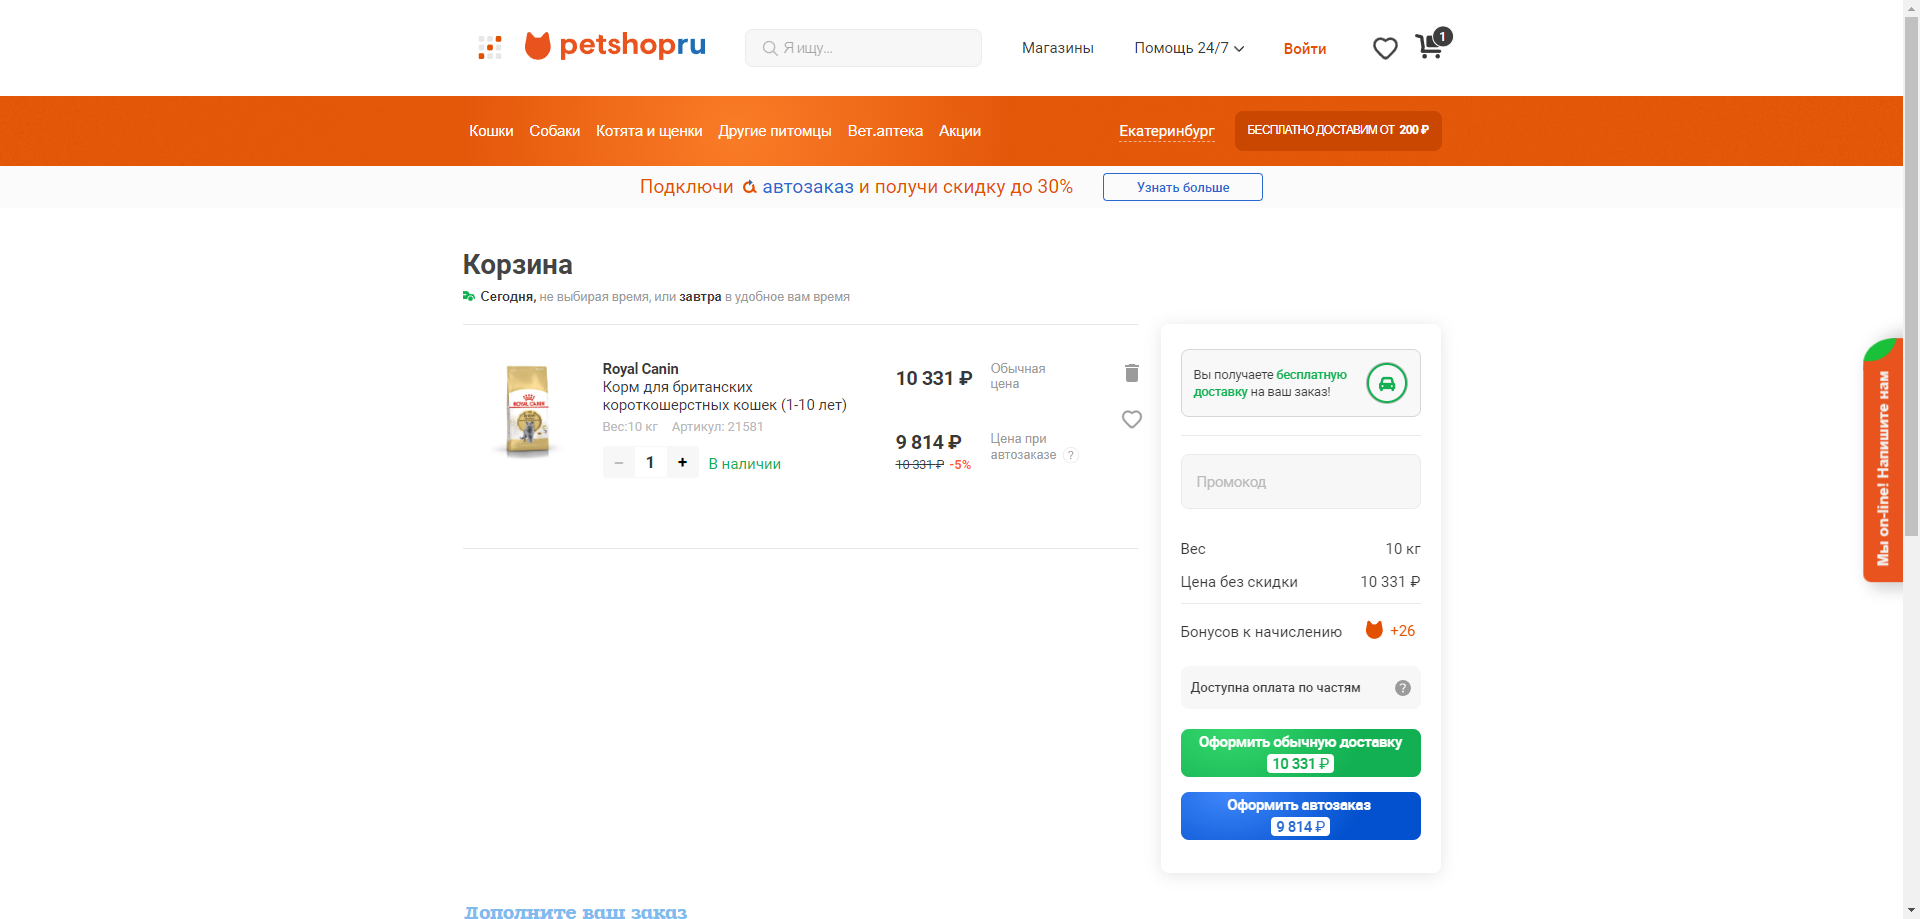 petshopru
Я ищу...
Магазины
Помощь 24/7
Войти
1
Кошки Собаки Котята и щенки Другие питомцы Вет.аптека Акции
Екатеринбург
БЕСПЛАТНО ДОСТАВИМ ОТ 200 ₽
Подключи автозаказ и получи скидку до 30%
Узнать больше
Корзина
Сегодня, не выбирая время, или завтра в удобное вам время
ROYAL CANIN
Royal Canin
Корм для британских
короткошерстных кошек (1-10 лет)
Вес:10 кг Артикул: 21581
– 1 + В наличии
10 331 ₽
Обычная
цена
9 814 ₽
10 331 ₽ -5%
Цена при
автозаказе ?
Вы получаете бесплатную
доставку на ваш заказ!
Промокод
Вес 10 кг
Цена без скидки 10 331 ₽
Бонусов к начислению +26
Доступна оплата по частям ?
Оформить обычную доставку
10 331 ₽
Оформить автозаказ
9 814 ₽
Мы on-line! Напишите нам
Дополните ваш заказ